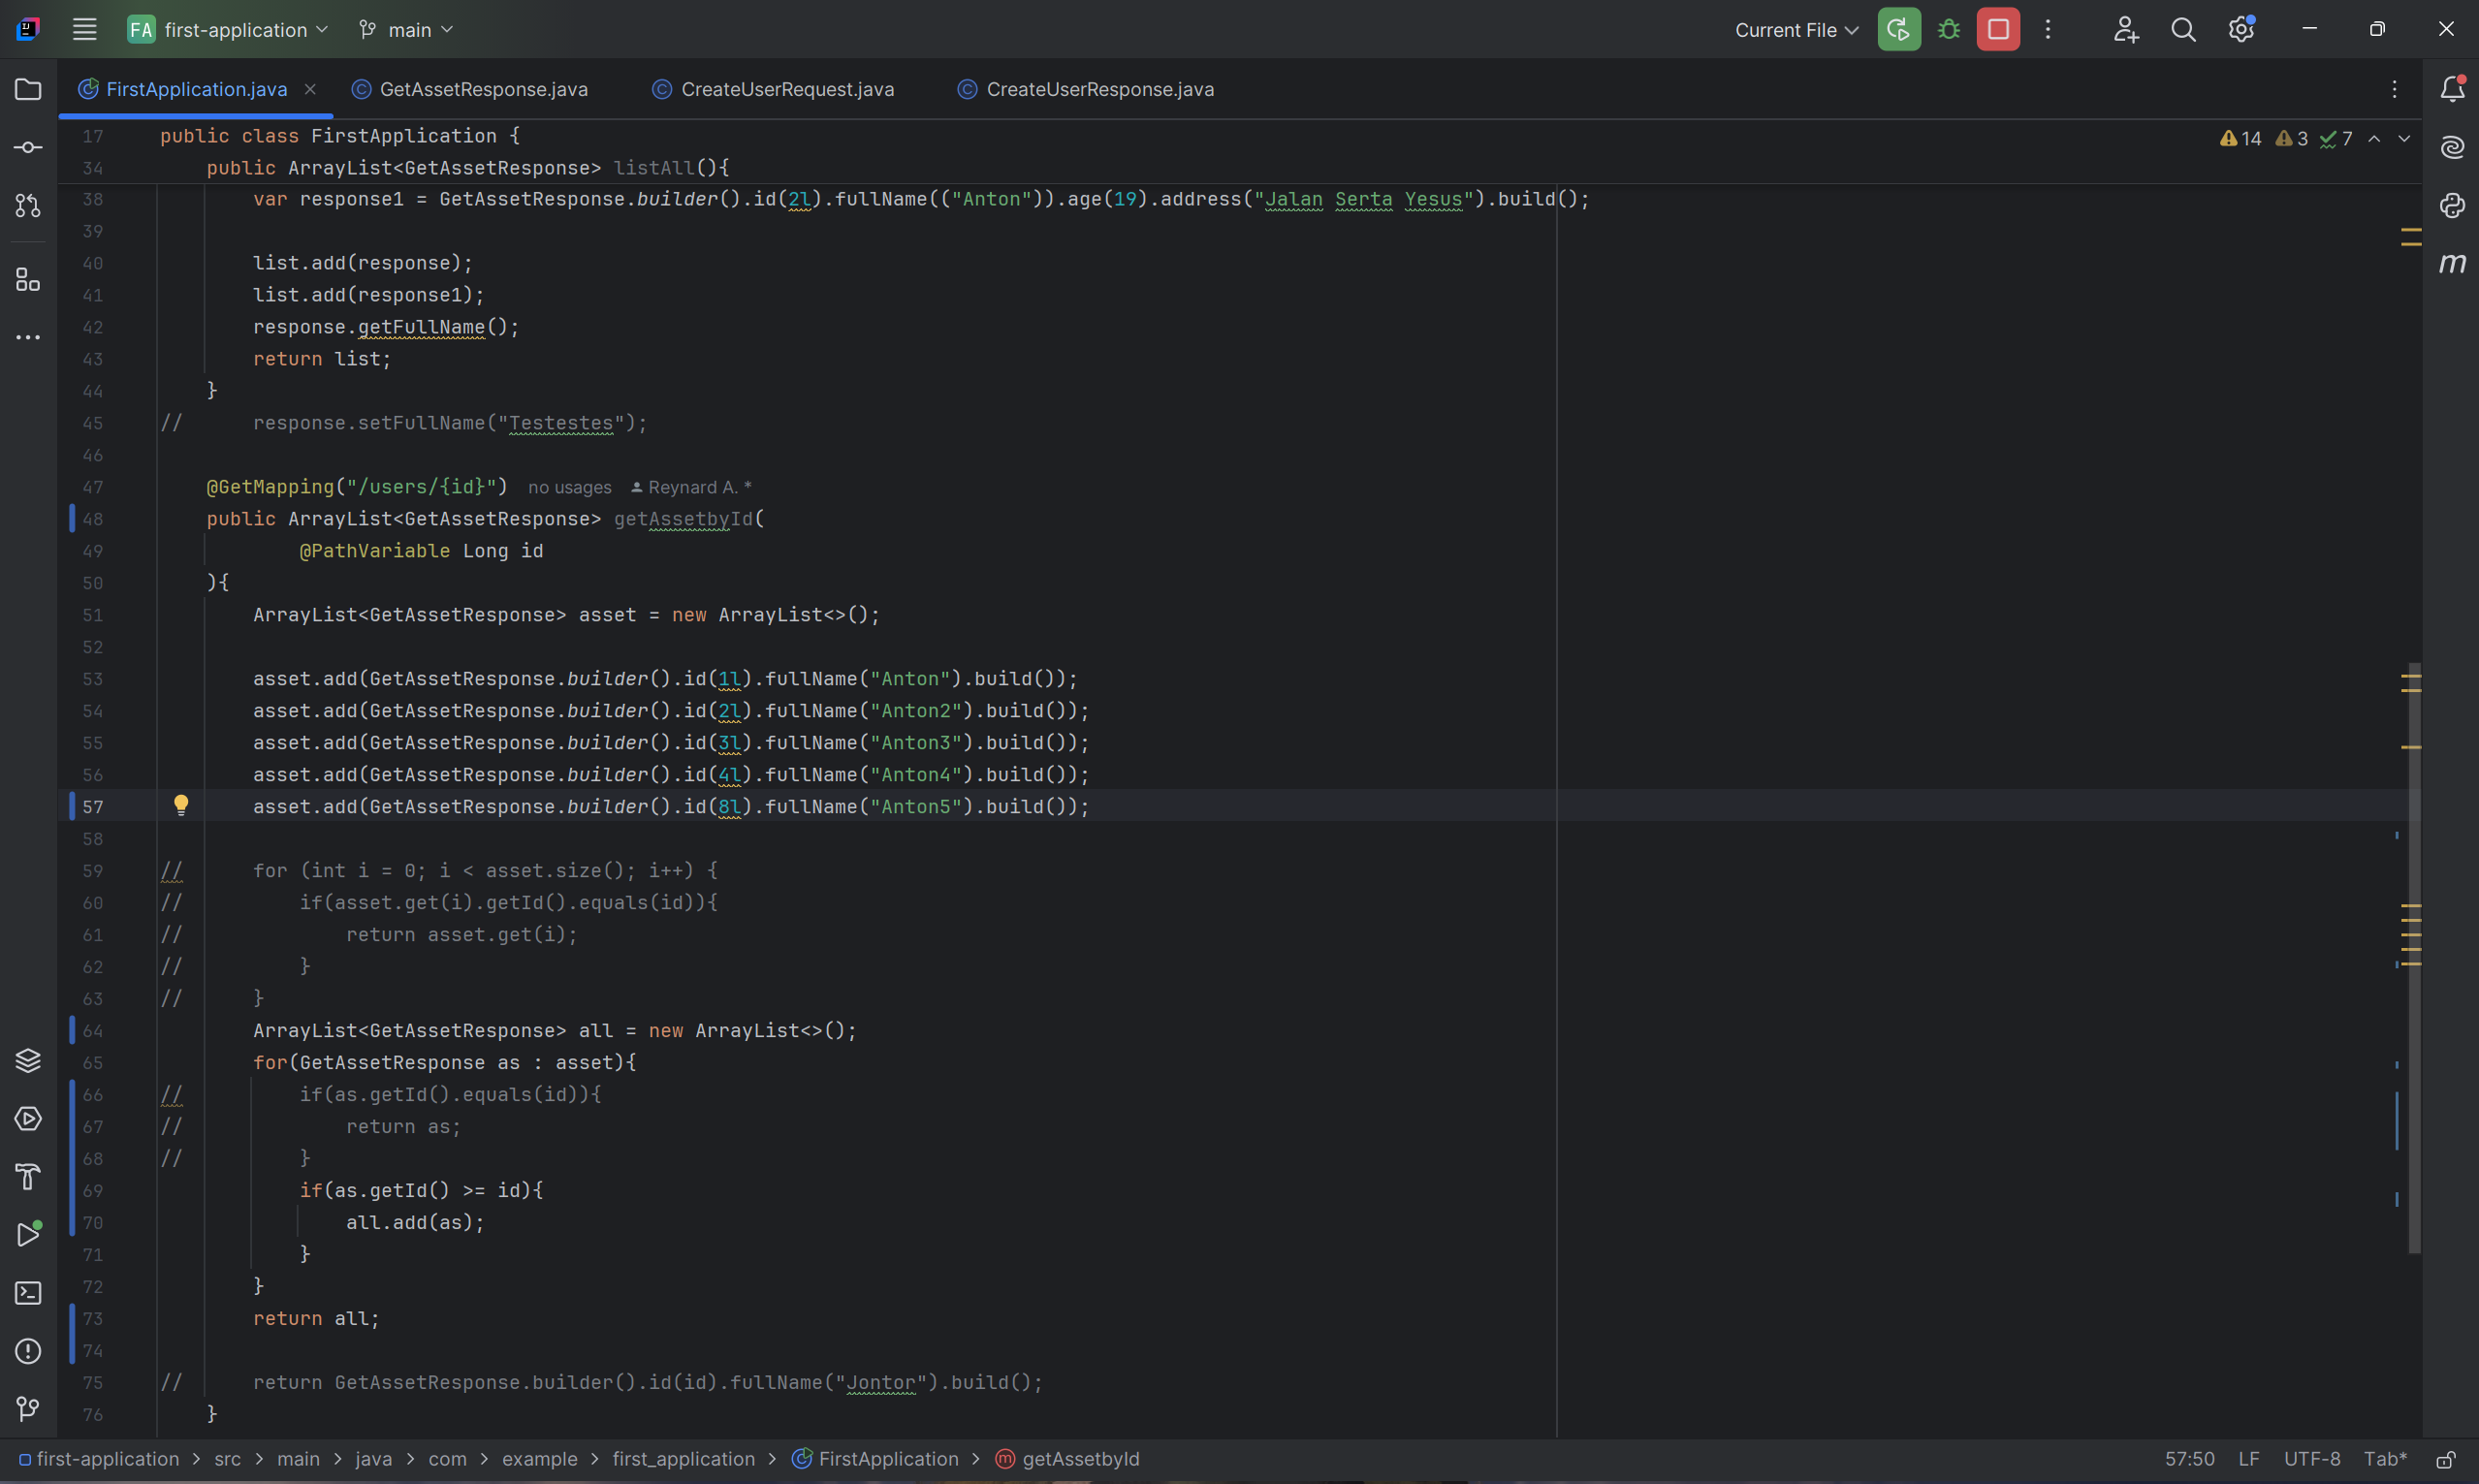 FA first-application main Current File
FirstApplication.java GetAssetResponse.java CreateUserRequest.java CreateUserResponse.java
17 public class FirstApplication {
14 3 7
34 public ArrayList<GetAssetResponse> listAll(){
38 var response1 = GetAssetResponse.builder().id(2l).fullName(("Anton")).age(19).address("Jalan Serta Yesus").build();
39
40 list.add(response);
41 list.add(response1);
42 response.getFullName();
43 return list;
44 }
45 // response.setFullName("Testestes");
46
47 @GetMapping("/users/{id}") no usages Reynard A. *
48 public ArrayList<GetAssetResponse> getAssetbyId(
49 @PathVariable Long id
50 ){
51 ArrayList<GetAssetResponse> asset = new ArrayList<>();
52
53 asset.add(GetAssetResponse.builder().id(1l).fullName("Anton").build());
54 asset.add(GetAssetResponse.builder().id(2l).fullName("Anton2").build());
55 asset.add(GetAssetResponse.builder().id(3l).fullName("Anton3").build());
56 asset.add(GetAssetResponse.builder().id(4l).fullName("Anton4").build());
57 asset.add(GetAssetResponse.builder().id(8l).fullName("Anton5").build());
58
59 // for (int i = 0; i < asset.size(); i++) {
60 // if(asset.get(i).getId().equals(id)){
61 // return asset.get(i);
62 // }
63 // }
64 ArrayList<GetAssetResponse> all = new ArrayList<>();
65 for(GetAssetResponse as : asset){
66 // if(as.getId().equals(id)){
67 // return as;
68 // }
69 if(as.getId() >= id){
70 all.add(as);
71 }
72 }
73 return all;
74
75 // return GetAssetResponse.builder().id(id).fullName("Jontor").build();
76 }
first-application > src > main > java > com > example > first_application > FirstApplication > getAssetbyId 57:50 LF UTF-8 Tab*